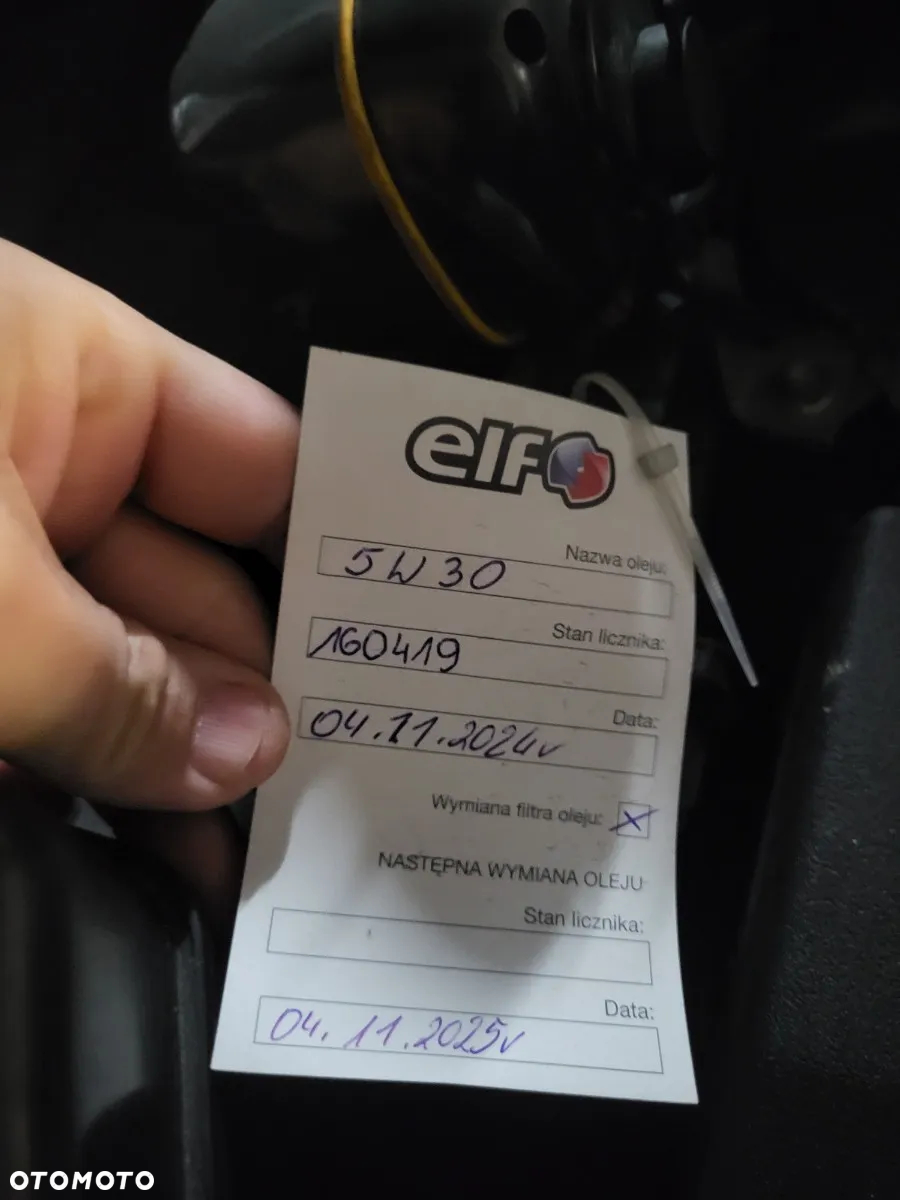 elf
Nazwa oleju:
5W30
Stan licznika:
160419
Data:
04.11.2024r
Wymiana filtra oleju: X
NASTĘPNA WYMIANA OLEJU
Stan licznika:
Data:
04.11.2025r
OTOMOTO